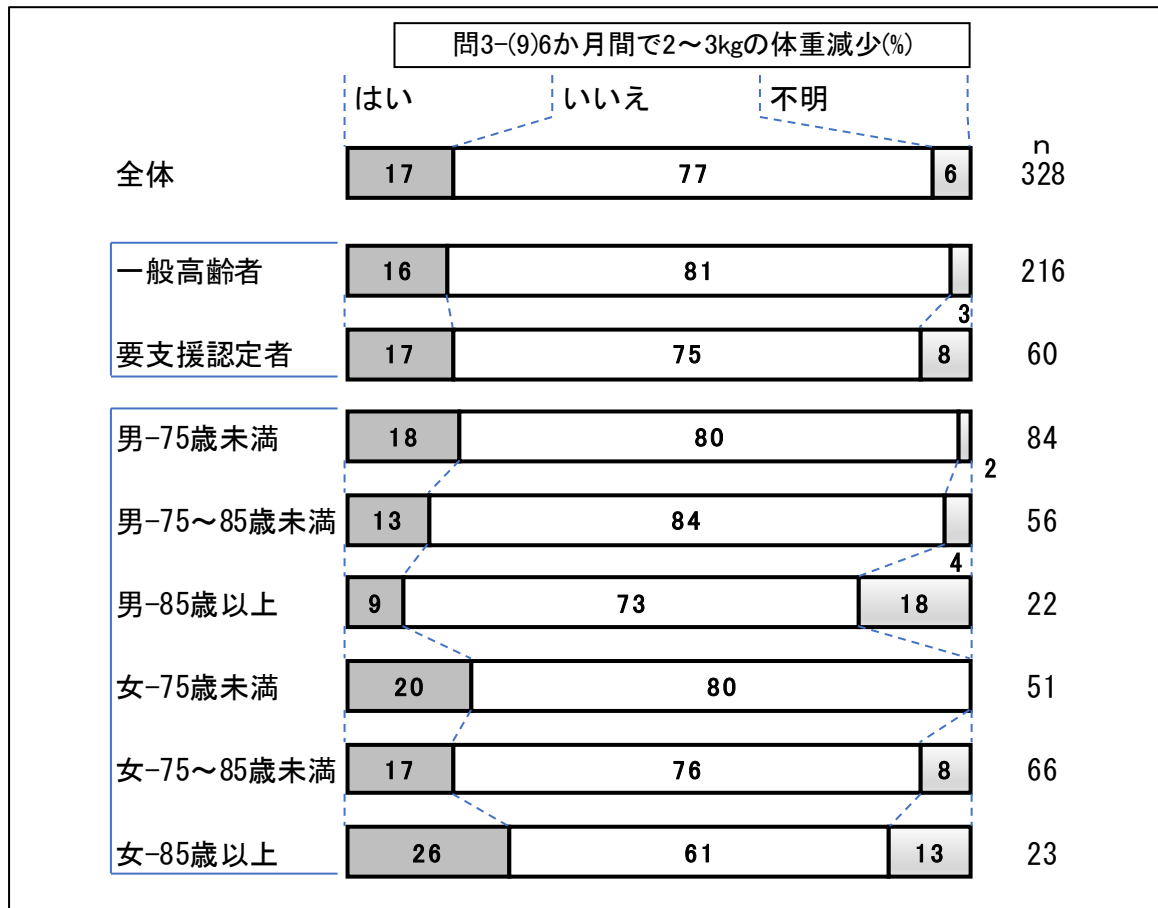 問3-(9)6か月間で2～3kgの体重減少(%)
はい いいえ 不明
n
全体 17 77 6 328
一般高齢者 16 81 216
3
要支援認定者 17 75 8 60
男-75歳未満 18 80 84
2
男-75～85歳未満 13 84 56
4
男-85歳以上 9 73 18 22
女-75歳未満 20 80 51
女-75～85歳未満 17 76 8 66
女-85歳以上 26 61 13 23